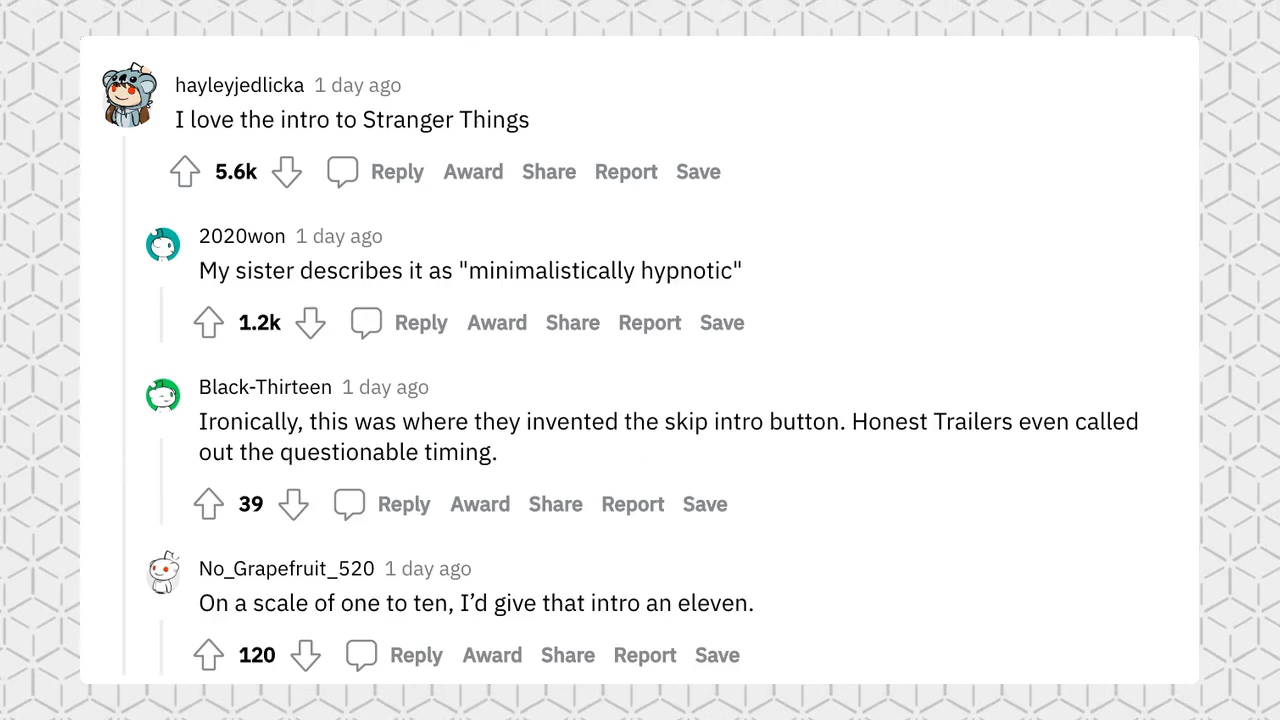 hayleyjedlicka 1 day ago
I love the intro to Stranger Things
5.6k Reply Award Share Report Save
2020won 1 day ago
My sister describes it as "minimalistically hypnotic"
1.2k Reply Award Share Report Save
Black-Thirteen 1 day ago
Ironically, this was where they invented the skip intro button. Honest Trailers even called
out the questionable timing.
39 Reply Award Share Report Save
No_Grapefruit_520 1 day ago
On a scale of one to ten, I’d give that intro an eleven.
120 Reply Award Share Report Save